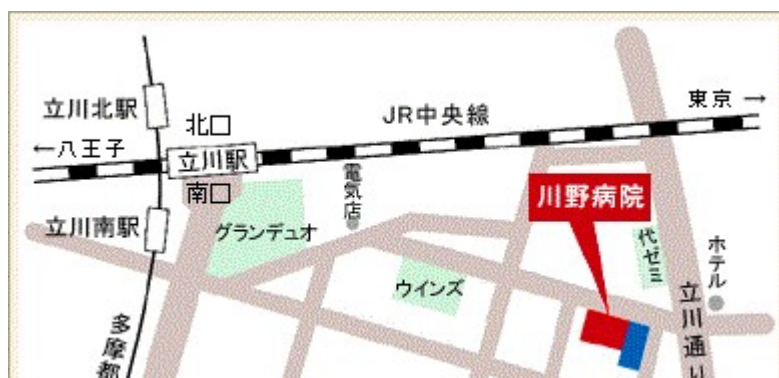 立川北駅
北口
JR中央線
東京 →
←八王子
立川駅
南口
電気店
川野病院
立川南駅
グランデュオ
代ゼミ
ホテル
ウインズ
立川通り
多摩都